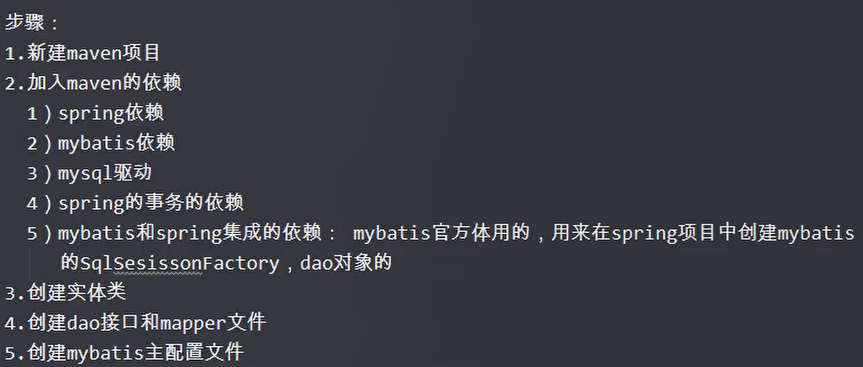 步骤：
1.新建maven项目
2.加入maven的依赖
1）spring依赖
2）mybatis依赖
3）mysql驱动
4）spring的事务的依赖
5）mybatis和spring集成的依赖： mybatis官方体用的，用来在spring项目中创建mybatis
的SqlSesissonFactory，dao对象的
3.创建实体类
4.创建dao接口和mapper文件
5.创建mybatis主配置文件